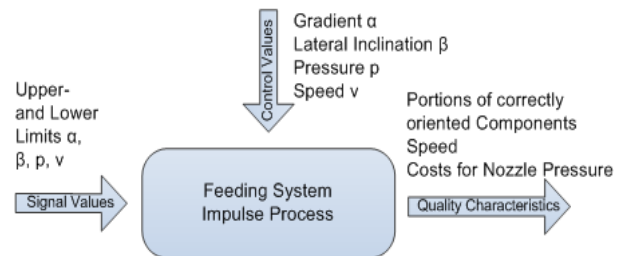 Control Values
Gradient α
Lateral Inclination β
Pressure p
Speed v
Upper-
and Lower
Limits α,
β, p, v
Signal Values
Feeding System
Impulse Process
Portions of correctly
oriented Components
Speed
Costs for Nozzle Pressure
Quality Characteristics